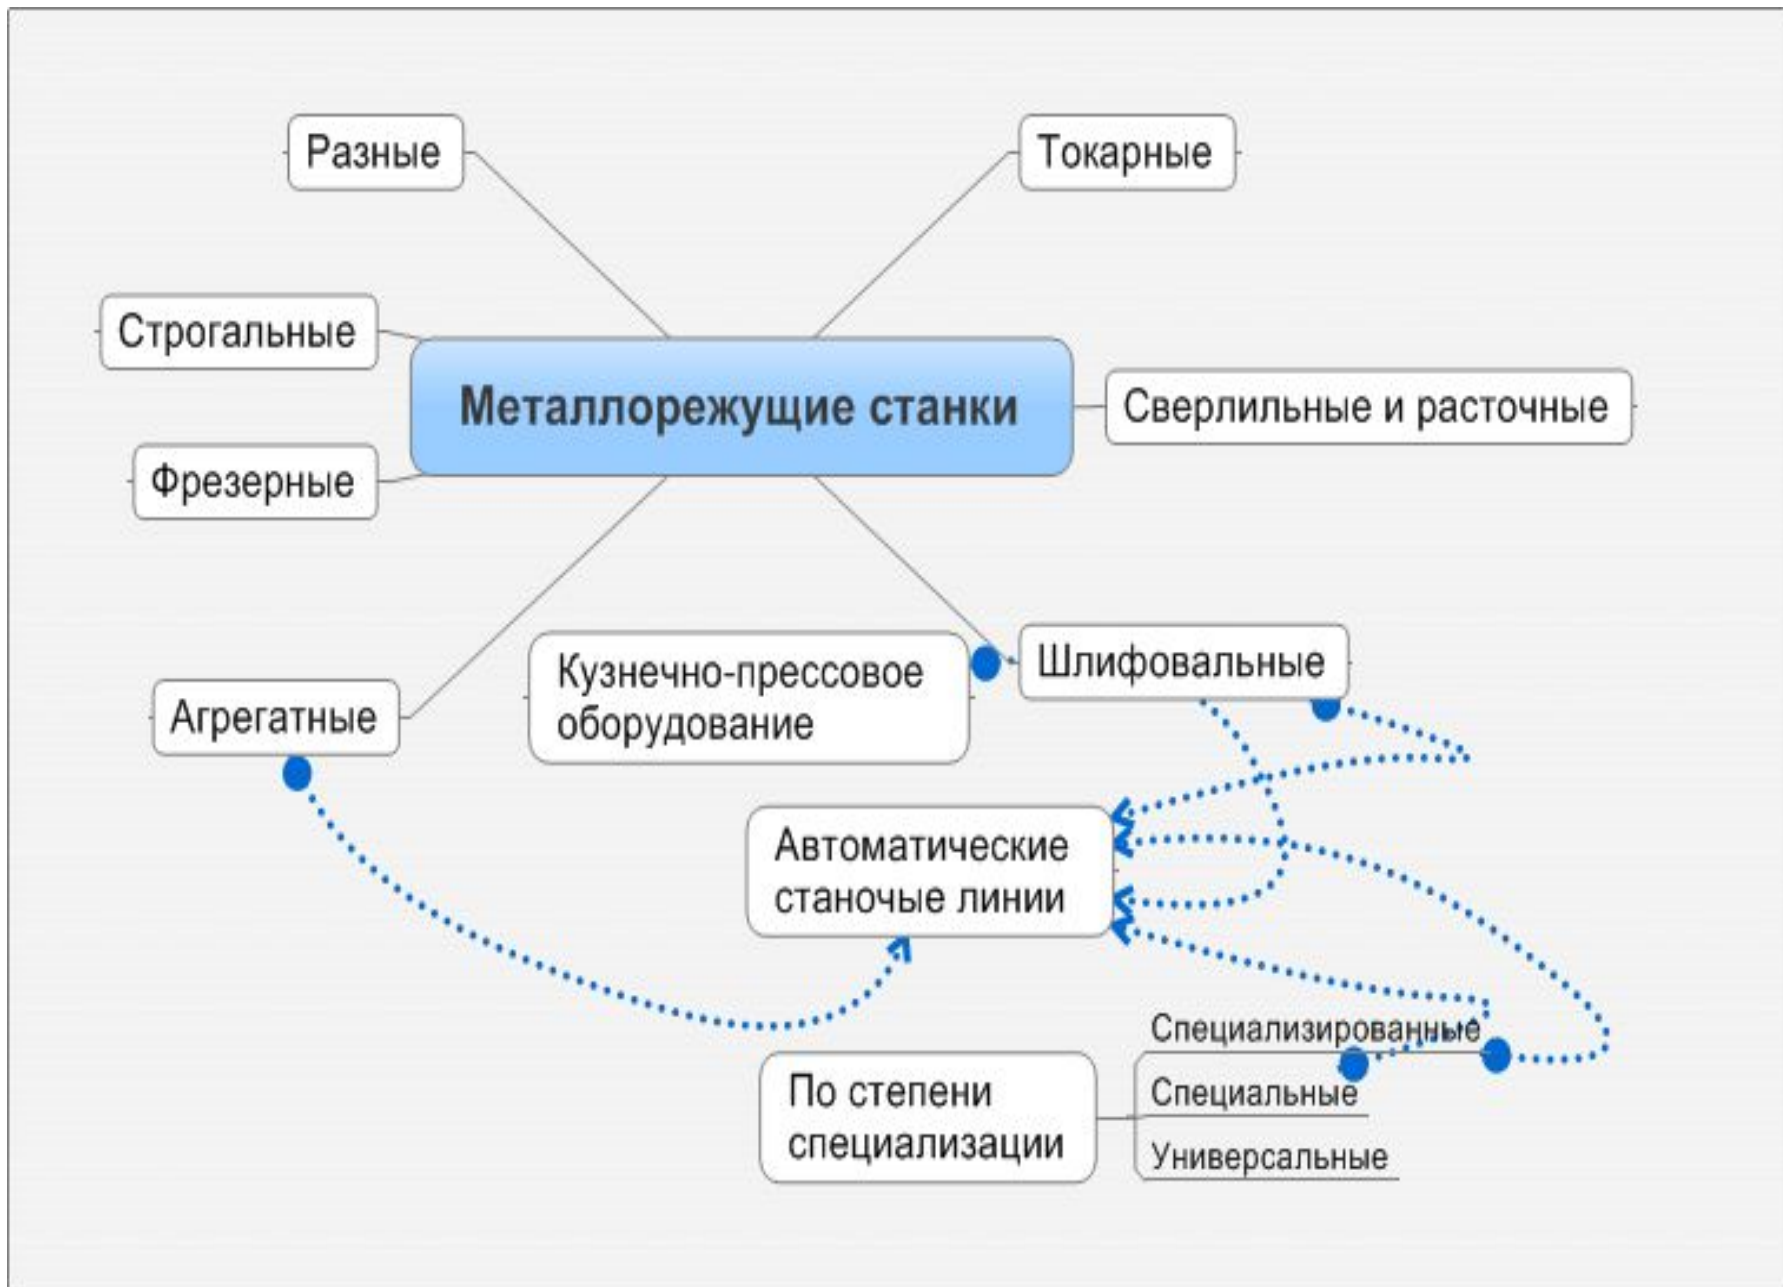 Разные
Токарные
Строгальные
Металлорежущие станки
Сверлильные и расточные
Фрезерные
Кузнечно-прессовое
оборудование
Шлифовальные
Агрегатные
Автоматические
станочые линии
По степени
специализации
Специализированные
Специальные
Универсальные